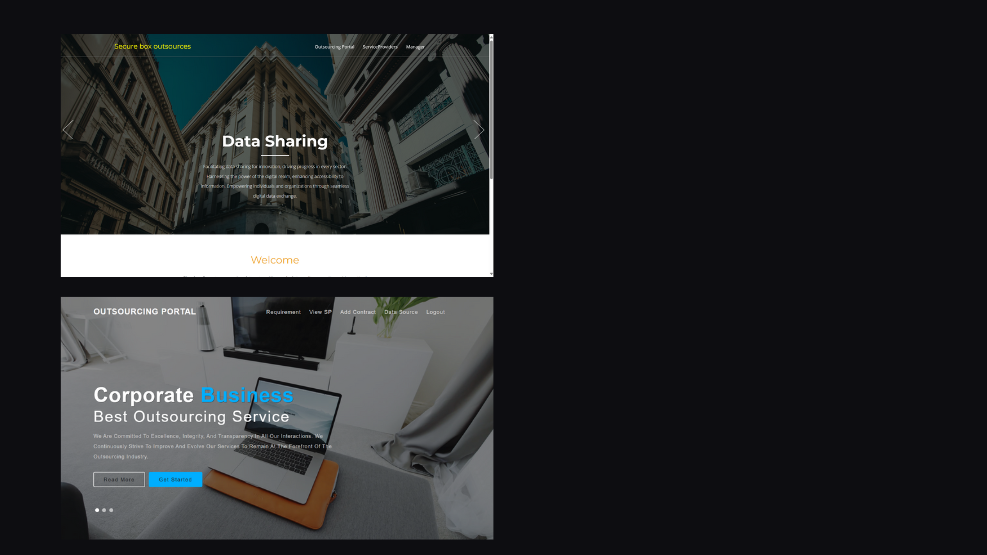 Secure box outsources
Outsourcing Portal ServiceProviders Manager
Data Sharing
Facilitating data sharing for innovation, driving progress in every sector.
Harnessing the power of the digital realm, enhancing accessibility to
information. Empowering individuals and organizations through seamless
digital data exchange.
Welcome
OUTSOURCING PORTAL
Requirement View SP Add Contract Data Source Logout
Corporate Business
Best Outsourcing Service
We Are Committed To Excellence, Integrity, And Transparency In All Our Interactions. We
Continuously Strive To Improve And Evolve Our Services To Remain At The Forefront Of The
Outsourcing Industry.
Read More Get Started